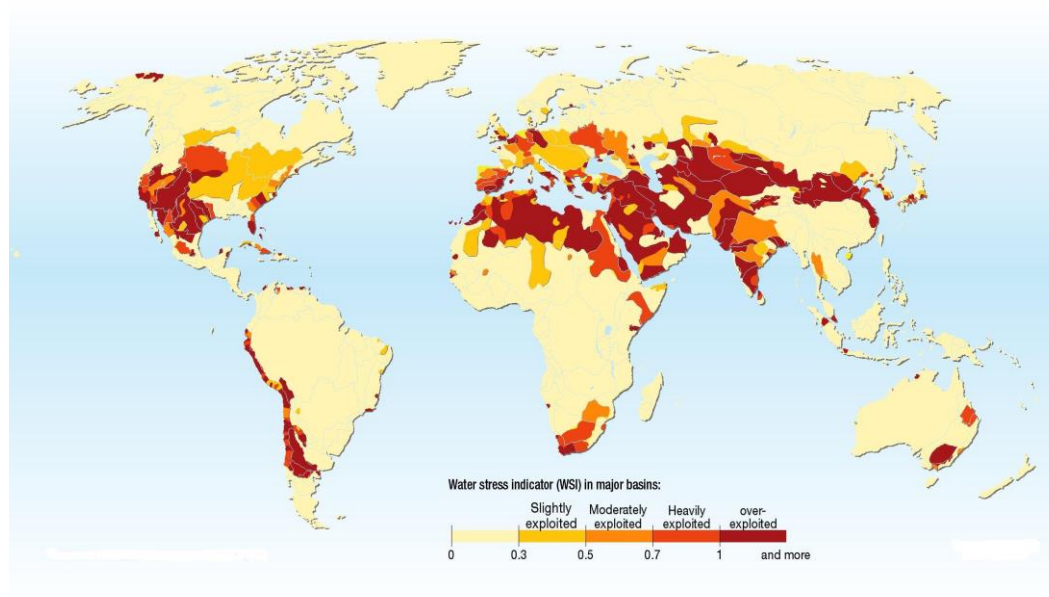 Water stress indicator (WSI) in major basins:
Slightly exploited
Moderately exploited
Heavily exploited
over-exploited
0 0.3 0.5 0.7 1 and more